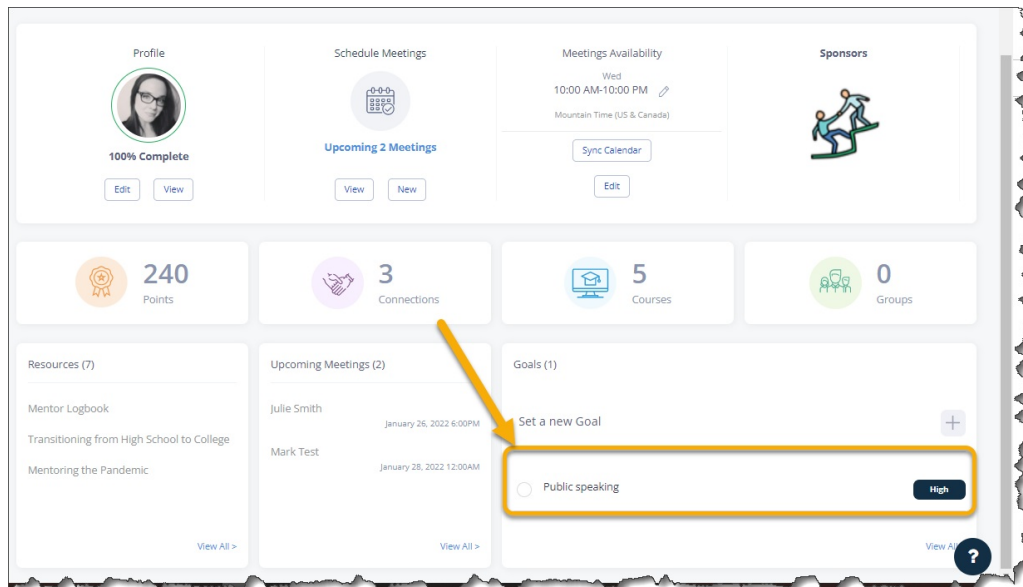 Profile
100% Complete
Edit
View
Schedule Meetings
Upcoming 2 Meetings
View
New
Meetings Availability
Wed
10:00 AM-10:00 PM
Mountain Time (US & Canada)
Sync Calendar
Edit
Sponsors
240
Points
3
Connections
5
Courses
0
Groups
Resources (7)
Mentor Logbook
Transitioning from High School to College
Mentoring the Pandemic
View All >
Upcoming Meetings (2)
Julie Smith
January 26, 2022 6:00PM
Mark Test
January 28, 2022 12:00AM
View All >
Goals (1)
Set a new Goal
Public speaking
High
View
?